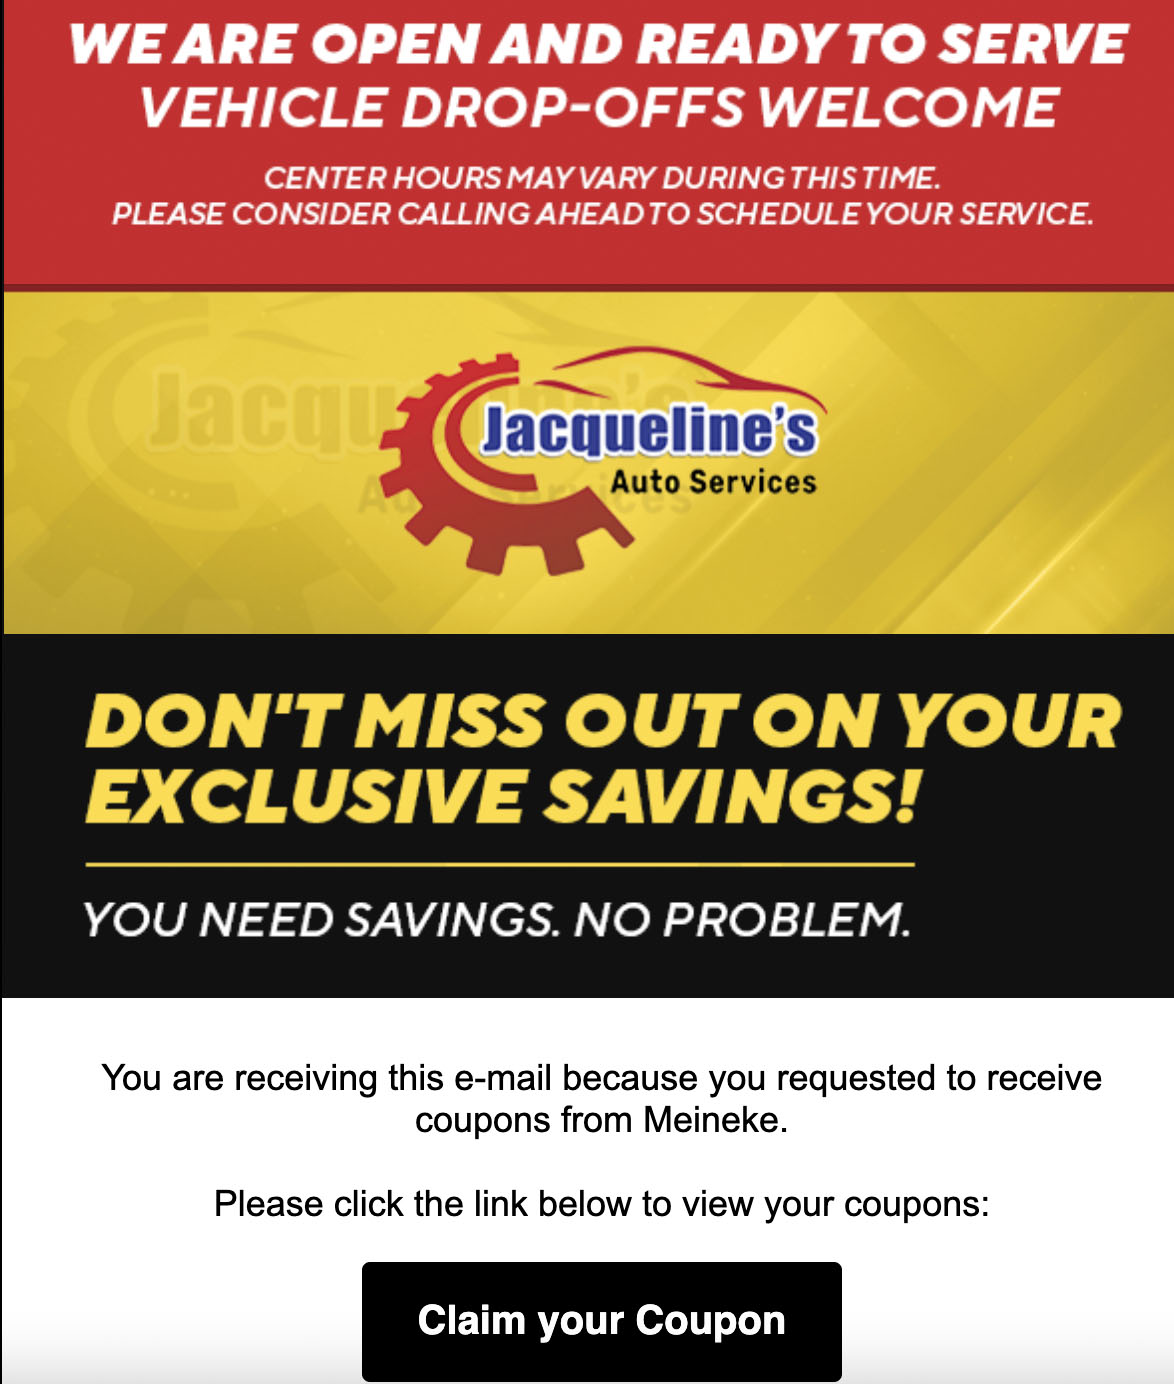 WE ARE OPEN AND READY TO SERVE
VEHICLE DROP-OFFS WELCOME
CENTER HOURS MAY VARY DURING THIS TIME.
PLEASE CONSIDER CALLING AHEAD TO SCHEDULE YOUR SERVICE.
Jacqueline's
Auto Services
DON'T MISS OUT ON YOUR
EXCLUSIVE SAVINGS!
YOU NEED SAVINGS. NO PROBLEM.
You are receiving this e-mail because you requested to receive
coupons from Meineke.
Please click the link below to view your coupons:
Claim your Coupon